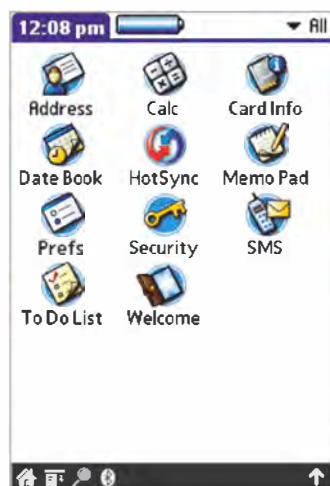 12:08 pm All
Address Calc Card Info
Date Book HotSync Memo Pad
Prefs Security SMS
To Do List Welcome